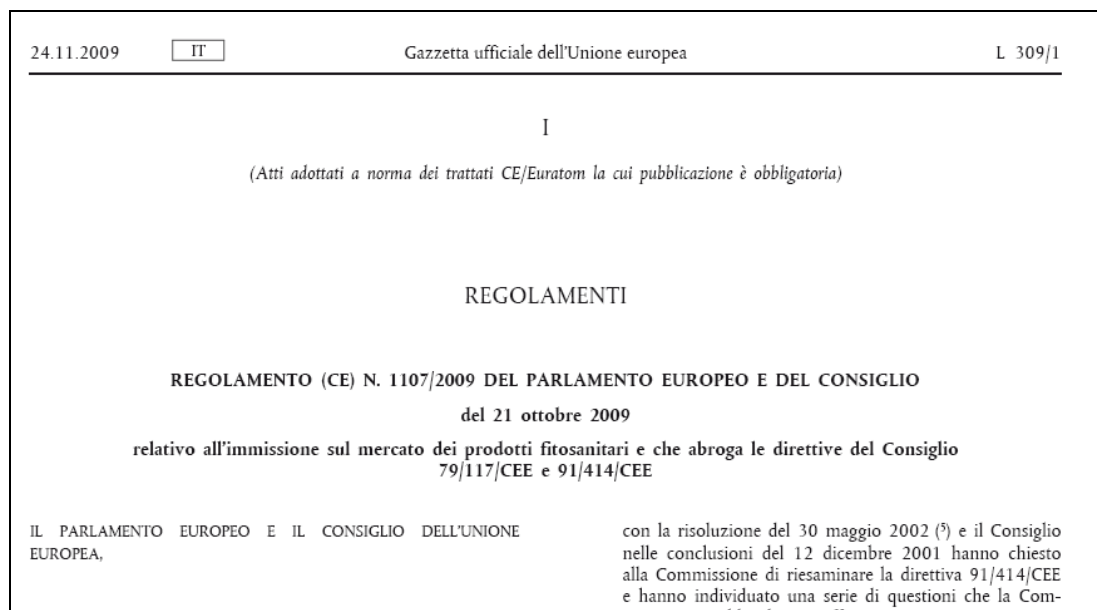 24.11.2009 IT Gazzetta ufficiale dell'Unione europea L 309/1
I
(Atti adottati a norma dei trattati CE/Euratom la cui pubblicazione è obbligatoria)
REGOLAMENTI
REGOLAMENTO (CE) N. 1107/2009 DEL PARLAMENTO EUROPEO E DEL CONSIGLIO
del 21 ottobre 2009
relativo all'immissione sul mercato dei prodotti fitosanitari e che abroga le direttive del Consiglio
79/117/CEE e 91/414/CEE
IL PARLAMENTO EUROPEO E IL CONSIGLIO DELL'UNIONE
EUROPEA,
con la risoluzione del 30 maggio 2002 (⁵) e il Consiglio
nelle conclusioni del 12 dicembre 2001 hanno chiesto
alla Commissione di riesaminare la direttiva 91/414/CEE
e hanno individuato una serie di questioni che la Com-